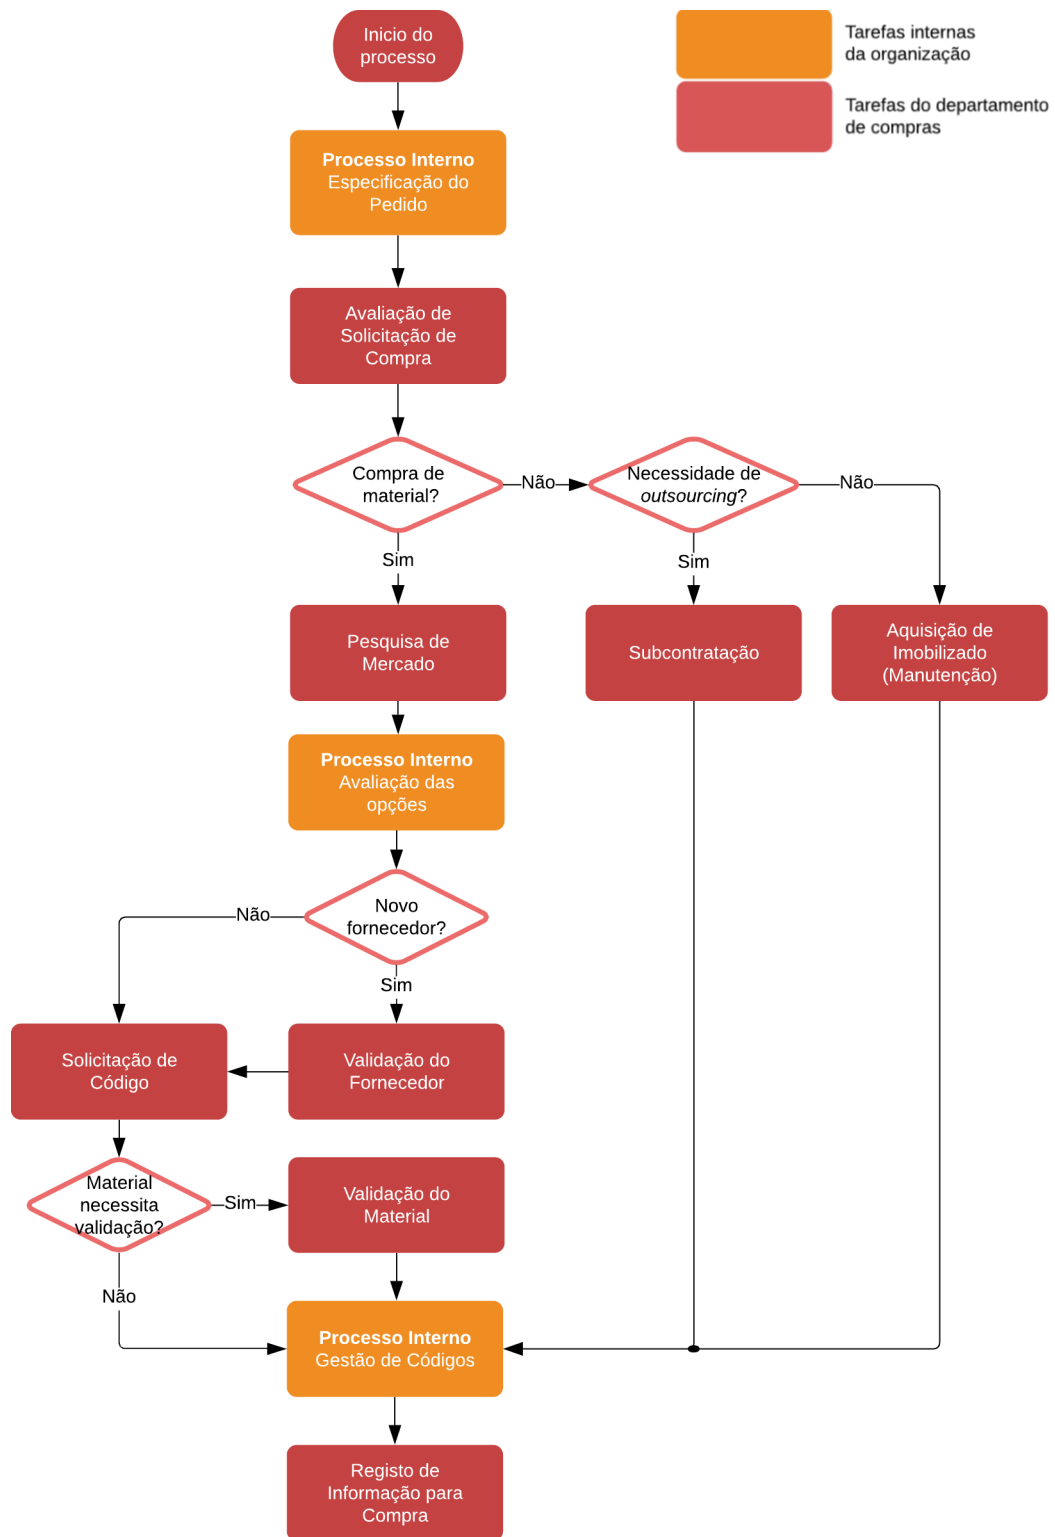 Inicio do
processo
Tarefas internas
da organização
Tarefas do departamento
de compras
Processo Interno
Especificação do
Pedido
Avaliação de
Solicitação de
Compra
Compra de
material?
Não
Necessidade de
outsourcing?
Não
Sim
Sim
Pesquisa de
Mercado
Subcontratação
Aquisição de
Imobilizado
(Manutenção)
Processo Interno
Avaliação das
opções
Novo
fornecedor?
Não
Sim
Solicitação de
Código
Validação do
Fornecedor
Material
necessita
validação?
Sim
Validação do
Material
Não
Processo Interno
Gestão de Códigos
Registo de
Informação para
Compra